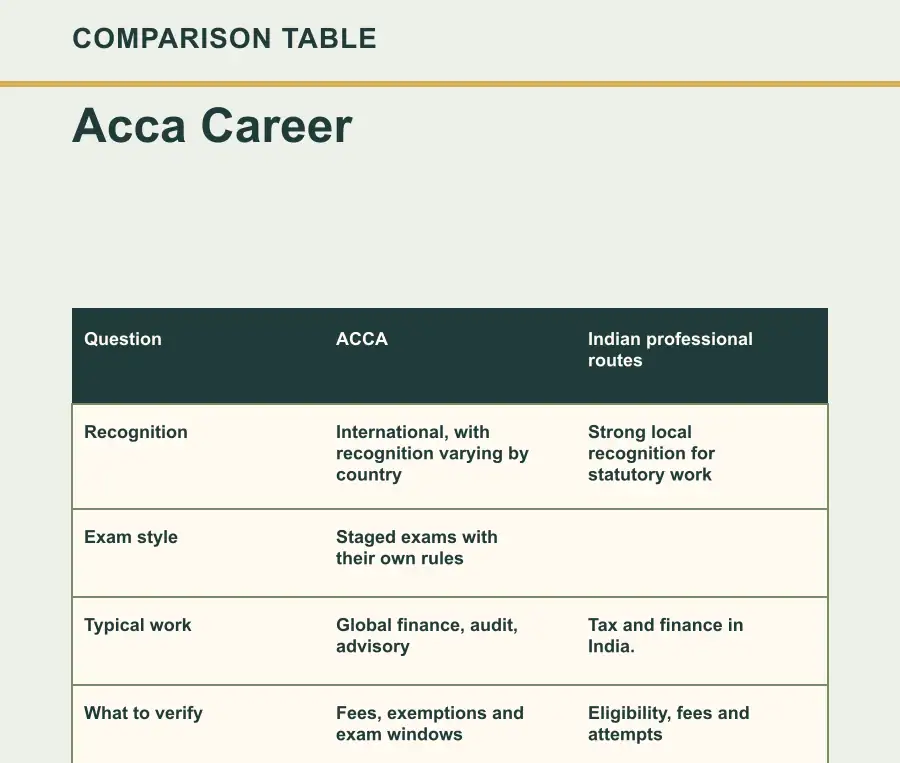 COMPARISON TABLE
Acca Career
Question
ACCA
Indian professional
routes
Recognition
International, with
recognition varying by
country
Strong local
recognition for
statutory work
Exam style
Staged exams with
their own rules
Typical work
Global finance, audit,
advisory
Tax and finance in
India.
What to verify
Fees, exemptions and
exam windows
Eligibility, fees and
attempts